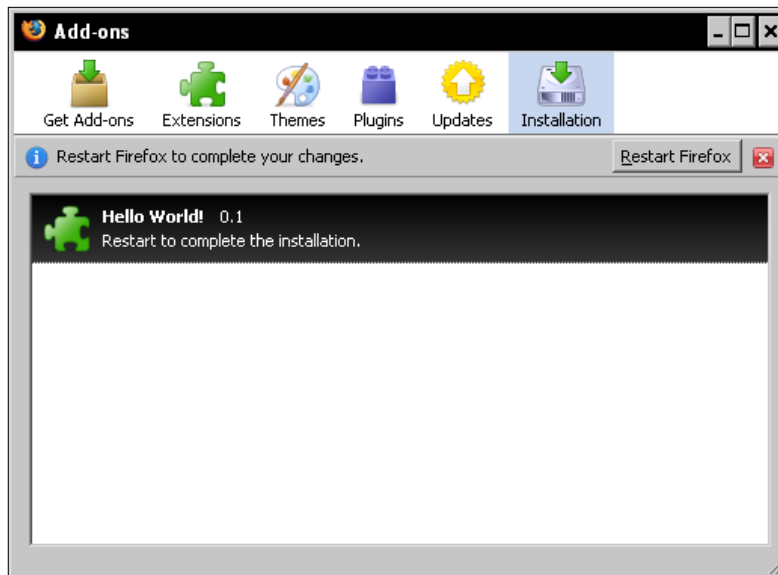 Add-ons
Get Add-ons Extensions Themes Plugins Updates Installation
Restart Firefox to complete your changes. Restart Firefox
Hello World! 0.1
Restart to complete the installation.